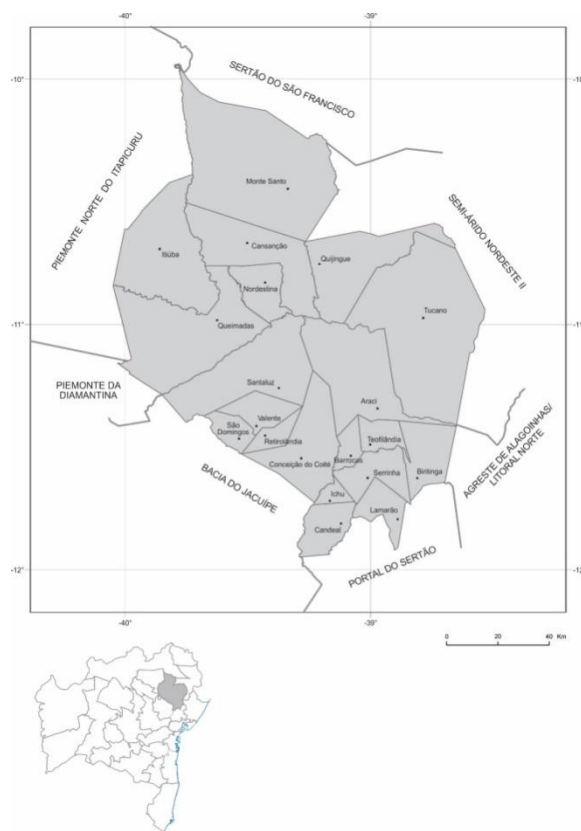 -40
-39
-10
-10
SERTÃO DO SÃO FRANCISCO
PIEMONTE NORTE DO ITAPICURU
Monte Santo
SEMI-ÁRIDO NORDESTE II
Itiúba
Cansanção
Quijingue
Nordestina
Tucano
-11
-11
Queimadas
PIEMONTE DA
DIAMANTINA
Santaluz
Araci
Valente
São
Domingos
Retirolândia
Teofilândia
AGRESTE DE ALAGOINHAS/
LITORAL NORTE
Conceição do Coité
Barrocas
Serrinha
Biritinga
BACIA DO JACUÍPE
Ichu
Lamarão
Candeal
-12
-12
PORTAL DO SERTÃO
-40
-39
0 20 40 Km